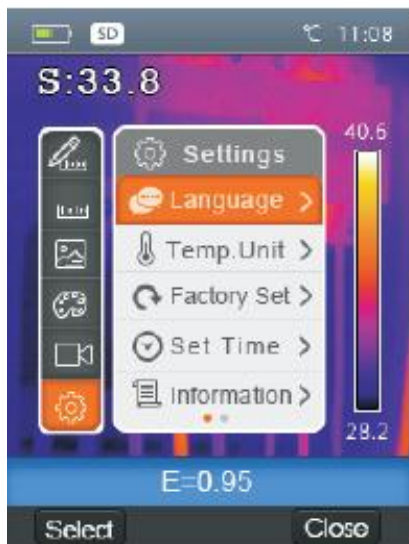 SD ℃ 11:08
S:33.8
40.6
Settings
Language
Temp.Unit
Factory Set
Set Time
Information
28.2
E=0.95
Select Close